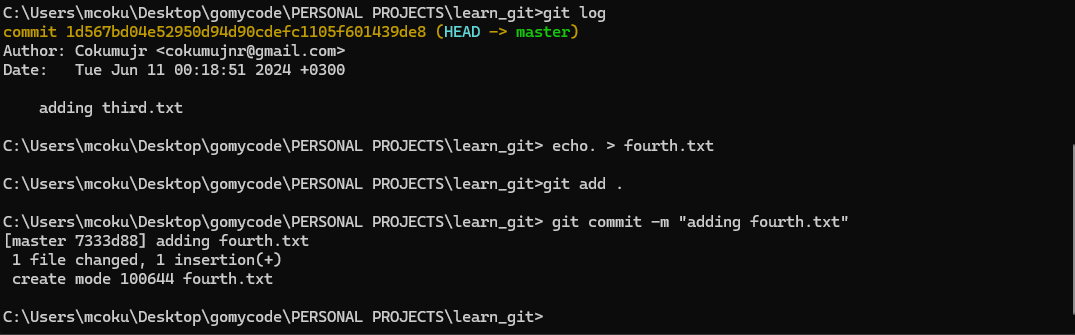 C:\Users\mcoku\Desktop\gomycode\PERSONAL PROJECTS\learn_git>git log
commit 1d567bd04e52950d94d90cdefc1105f601439de8 (HEAD -> master)
Author: Cokumujr <cokumujnr@gmail.com>
Date:   Tue Jun 11 00:18:51 2024 +0300
    adding third.txt
C:\Users\mcoku\Desktop\gomycode\PERSONAL PROJECTS\learn_git> echo. > fourth.txt
C:\Users\mcoku\Desktop\gomycode\PERSONAL PROJECTS\learn_git>git add .
C:\Users\mcoku\Desktop\gomycode\PERSONAL PROJECTS\learn_git> git commit -m "adding fourth.txt"
[master 7333d88] adding fourth.txt
 1 file changed, 1 insertion(+)
 create mode 100644 fourth.txt
C:\Users\mcoku\Desktop\gomycode\PERSONAL PROJECTS\learn_git>